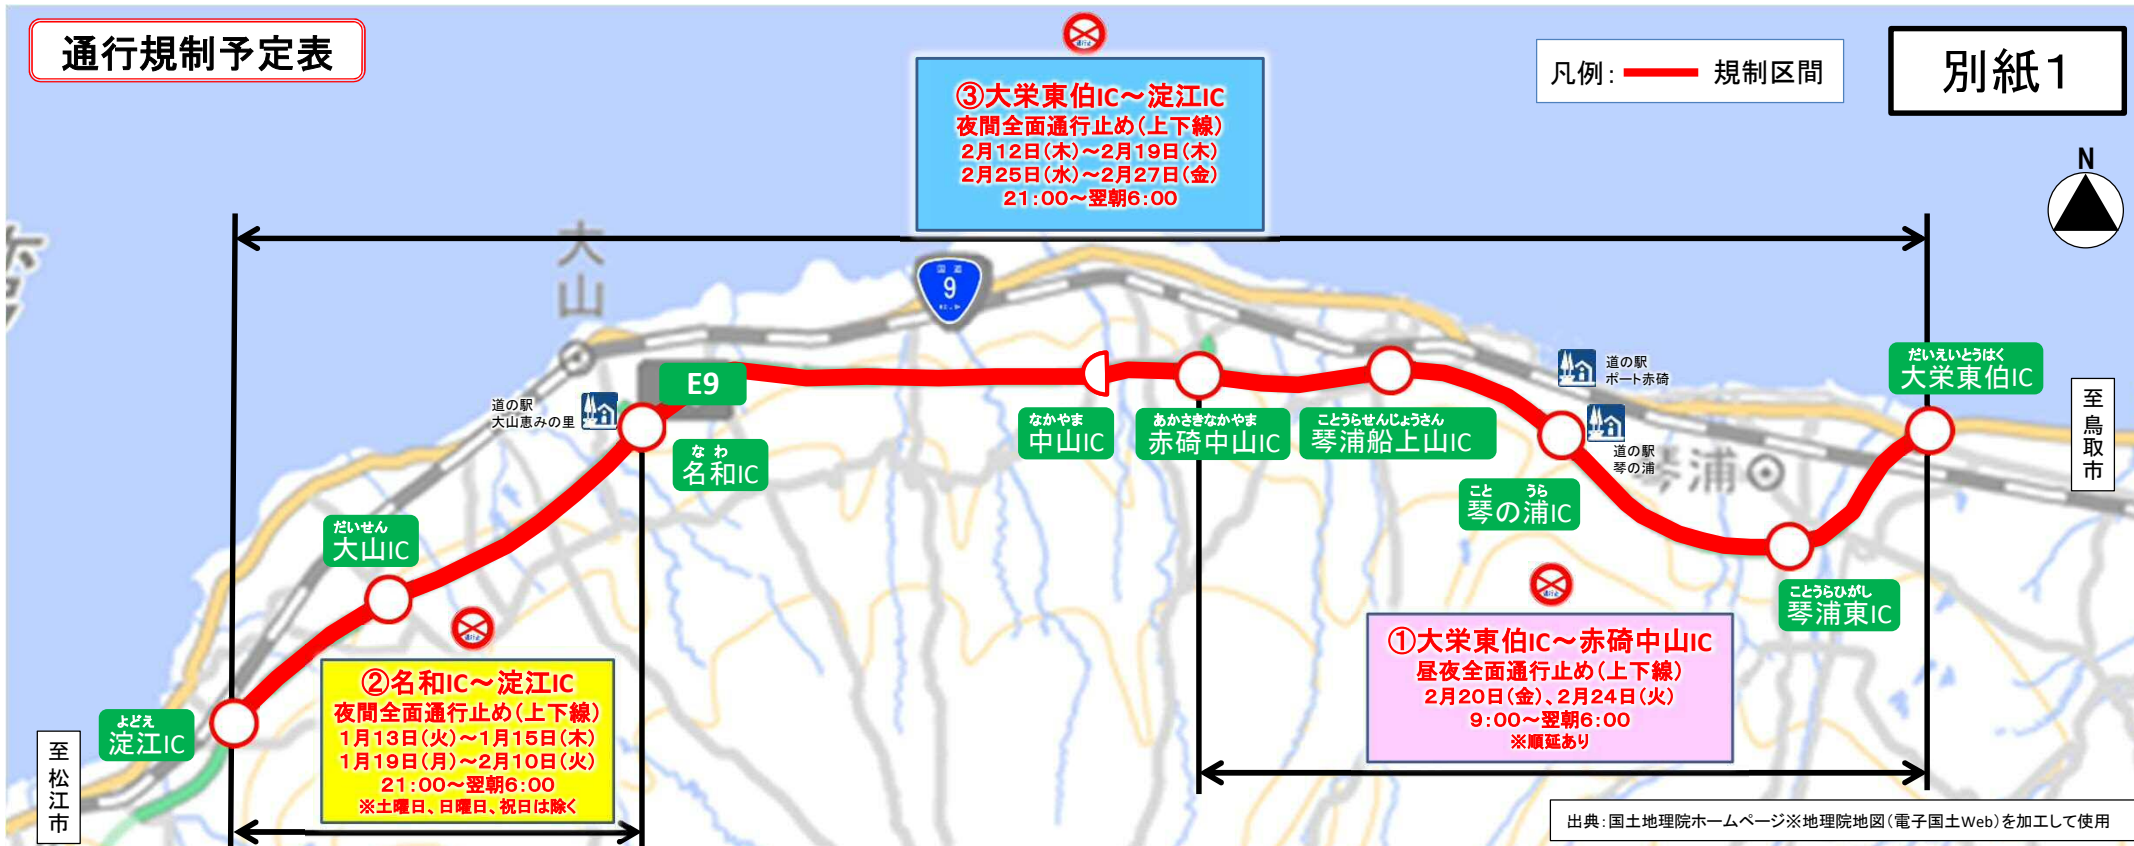 通行規制予定表
凡例： 規制区間
別紙１
N
③大栄東伯IC～淀江IC
夜間全面通行止め（上下線）
2月12日（木）～2月19日（木）
2月25日（水）～2月27日（金）
21：00～翌朝6：00
大山
国道
9
E9
道の駅
大山恵みの里
なわ
名和IC
なかやま
中山IC
あかさきなかやま
赤碕中山IC
ことうらせんじょうさん
琴浦船上山IC
道の駅
ポート赤碕
道の駅
琴の浦
琴浦
こと うら
琴の浦IC
だいえいとうはく
大栄東伯IC
至鳥取市
ことうらひがし
琴浦東IC
だいせん
大山IC
よどえ
淀江IC
至松江市
②名和IC～淀江IC
夜間全面通行止め（上下線）
1月13日（火）～1月15日（木）
1月19日（月）～2月10日（火）
21：00～翌朝6：00
※土曜日、日曜日、祝日は除く
①大栄東伯IC～赤碕中山IC
昼夜全面通行止め（上下線）
2月20日（金）、2月24日（火）
9：00～翌朝6：00
※順延あり
出典：国土地理院ホームページ※地理院地図（電子国土Web）を加工して使用